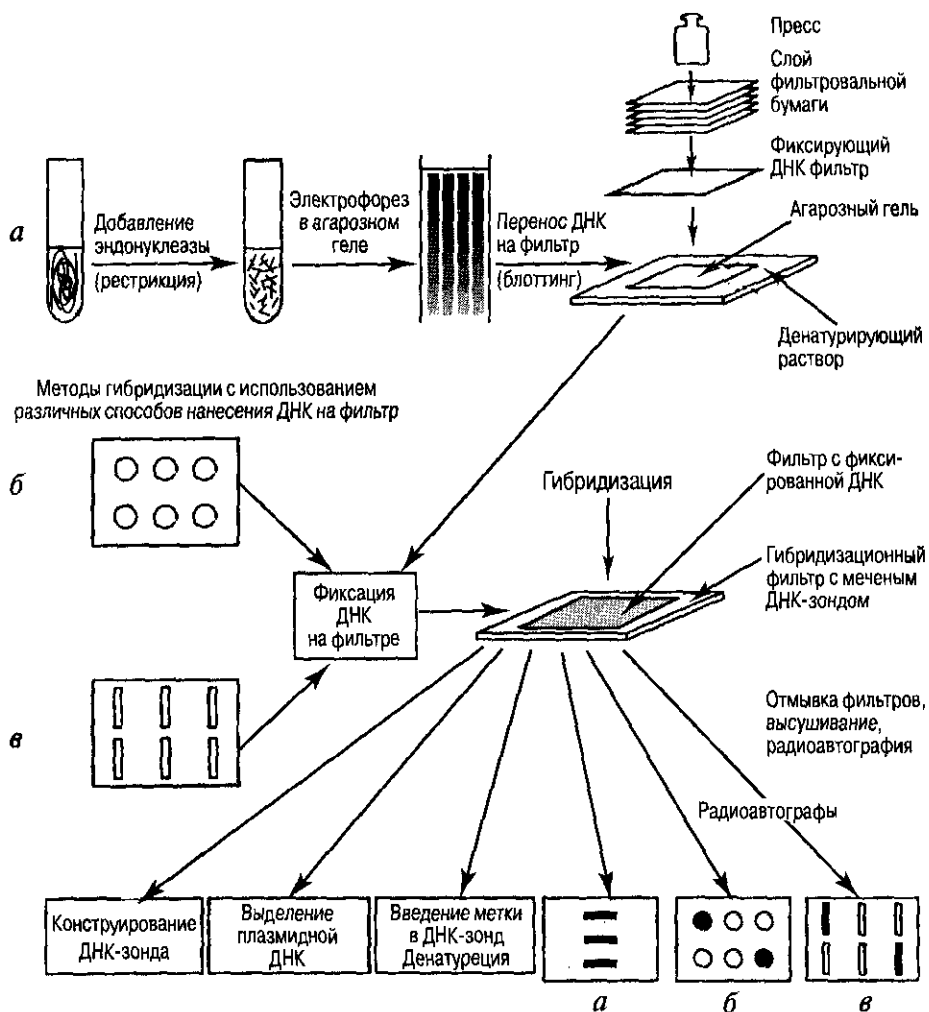 Пресс
Слой
фильтровальной
бумаги
Фиксирующий
ДНК фильтр
Агарозный гель
Денатурирующий
раствор
а
Добавление
эндонуклеазы
(рестрикция)
Электрофорез
в агарозном
геле
Перенос ДНК
на фильтр
(блоттинг)
Методы гибридизации с использованием
различных способов нанесения ДНК на фильтр
б
Гибридизация
Фильтр с фикси-
рованной ДНК
Гибридизационный
фильтр с меченым
ДНК-зондом
Фиксация
ДНК
на фильтре
в
Отмывка фильтров,
высушивание,
радиоавтография
Радиоавтографы
Конструирование
ДНК-зонда
Выделение
плазмидной
ДНК
Введение метки
в ДНК-зонд
Денатуреция
а
б
в